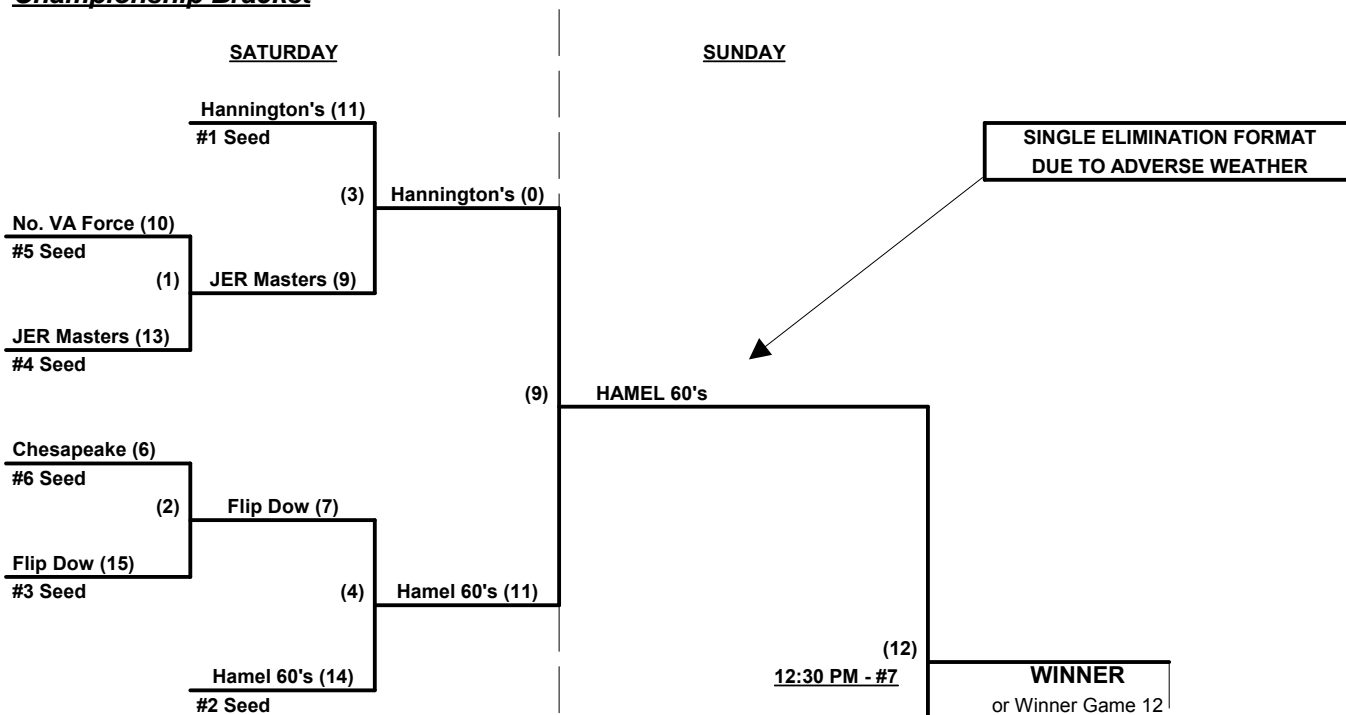 Championship Bracket
SATURDAY
SUNDAY
Hannington's (11)
#1 Seed
SINGLE ELIMINATION FORMAT
DUE TO ADVERSE WEATHER
(3)
Hannington's (0)
No. VA Force (10)
#5 Seed
(1)
JER Masters (9)
JER Masters (13)
#4 Seed
(9)
HAMEL 60's
Chesapeake (6)
#6 Seed
(2)
Flip Dow (7)
Flip Dow (15)
#3 Seed
(4)
Hamel 60's (11)
(12)
Hamel 60's (14)
#2 Seed
12:30 PM - #7
WINNER
or Winner Game 12